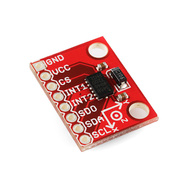 GND
VCC
CS
INT1
INT2
SDO
SDA
SCL
X
Z